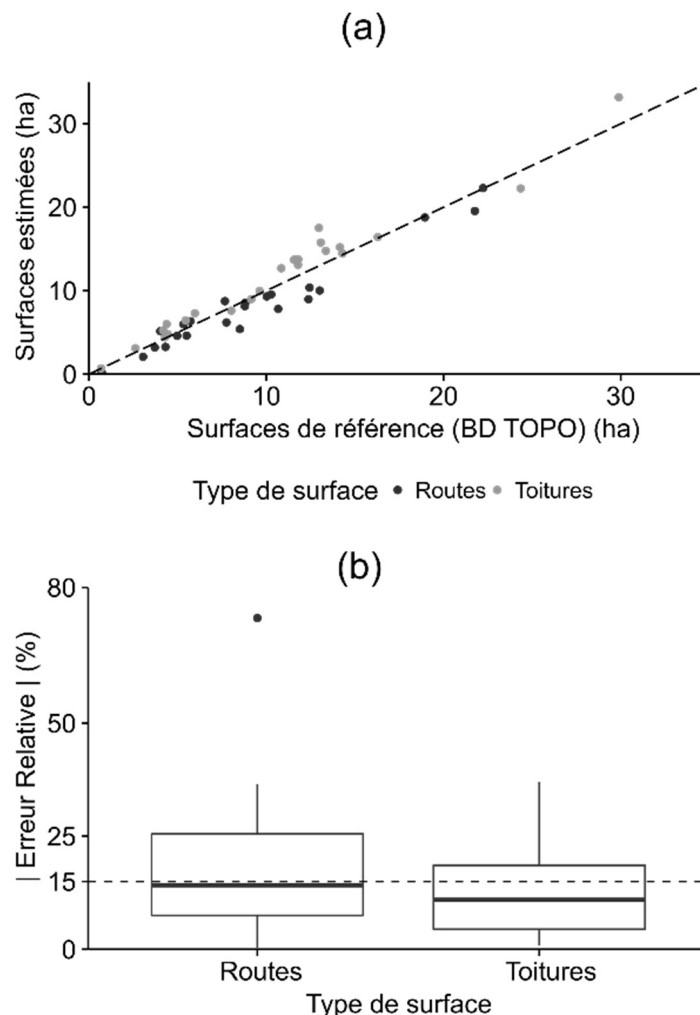 (a)
Surfaces estimées (ha)
30
20
10
0
0 10 20 30
Surfaces de référence (BD TOPO) (ha)
Type de surface Routes Toitures
(b)
| Erreur Relative | (%)
80
50
25
15
0
Routes Toitures
Type de surface